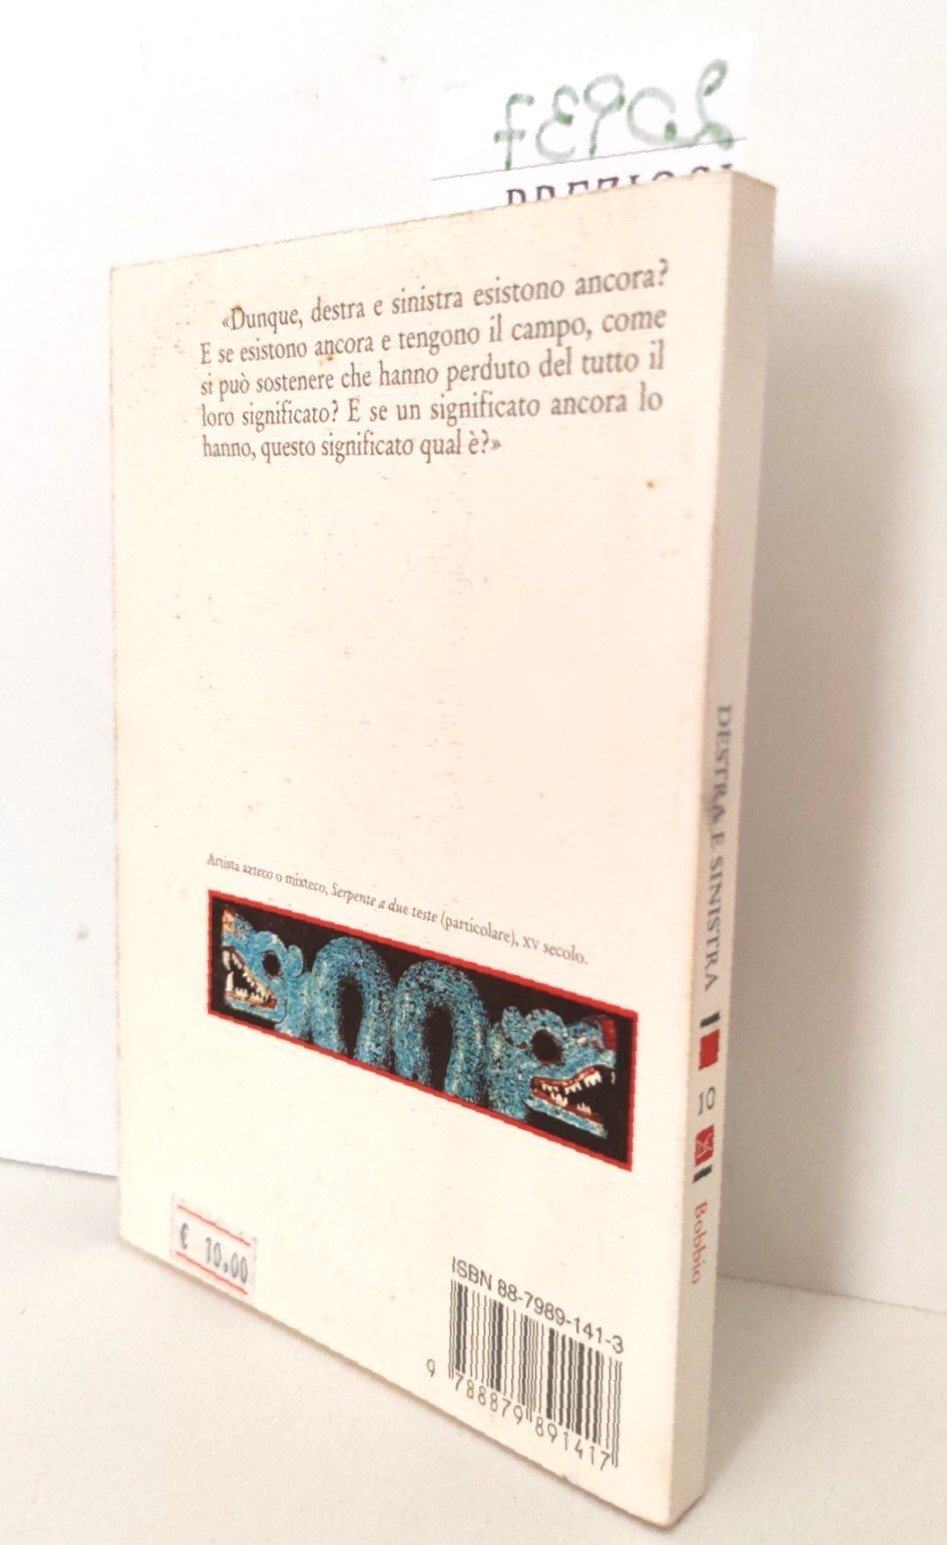 20937
PREZIOSI
«Dunque, destra e sinistra esistono ancora?
E se esistono ancora e tengono il campo, come
si può sostenere che hanno perduto del tutto il
loro significato? E se un significato ancora lo
hanno, questo significato qual è?»
Artista azteco o mixteco, Serpente a due teste (particolare), XV secolo.
€ 10,00
ISBN 88-7989-141-3
9 788879 891417
DESTRA E SINISTRA
10
Bobbio